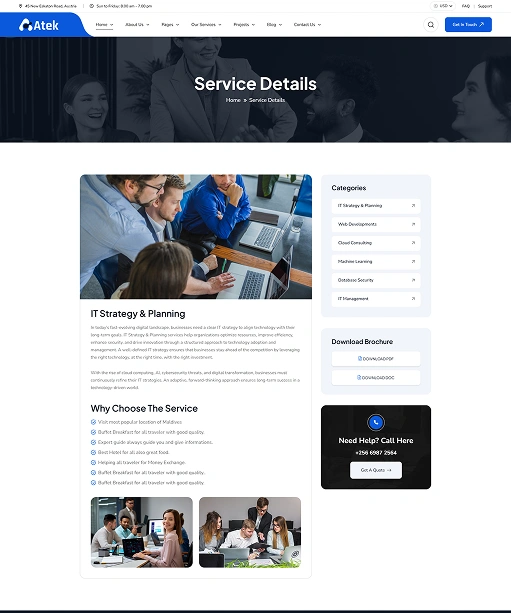 45 New Eskaton Road, Austria
Sun to Friday: 8.00 am - 7.00 pm
USD
FAQ
Support
Atek
Home
About Us
Pages
Our Services
Projects
Blog
Contact Us
Get In Touch
Service Details
Home » Service Details
IT Strategy & Planning
In today's fast-evolving digital landscape, businesses need a clear IT strategy to align technology with their
long-term goals. IT Strategy & Planning services help organizations optimize resources, improve efficiency,
enhance security, and drive innovation through a structured approach to technology adoption and
management. A well-defined IT strategy ensures that businesses stay ahead of the competition by leveraging
the right technology, at the right time, with the right investment.
With the rise of cloud computing, AI, cybersecurity threats, and digital transformation, businesses must
continuously refine their IT strategies. An adaptive, forward-thinking approach ensures long-term success in a
technology-driven world.
Why Choose The Service
Visit most popular location of Maldives
Buffet Breakfast for all traveler with good quality.
Expert guide always guide you and give informations.
Best Hotel for all also great food.
Helping all traveler for Money Exchange.
Buffet Breakfast for all traveler with good quality.
Buffet Breakfast for all traveler with good quality.
Categories
IT Strategy & Planning
Web Developments
Cloud Consulting
Machine Learning
Database Security
IT Management
Download Brochure
DOWNLOAD.PDF
DOWNLOAD.DOC
Need Help? Call Here
+256 6987 2564
Get A Quote